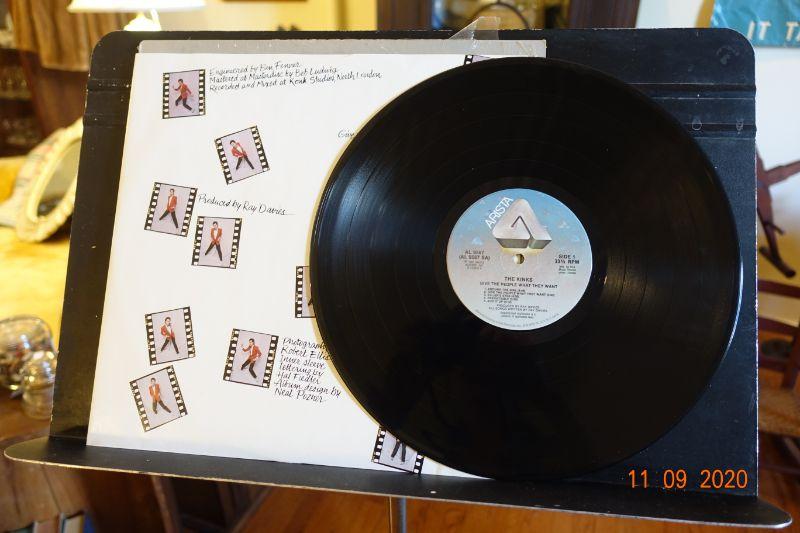 Engineered by Ben Fenner
Mastered at Masterdisc by Bob Ludwig
Recorded and Mixed at Konk Studios, North London
IT TA
Produced by Ray Davies
ARISTA
AL 9567
(AL 9567 SA)
SIDE 1
33⅓ RPM
THE KINKS
GIVE THE PEOPLE WHAT THEY WANT
Photography
Robert Ellis
Inner sleeve
lettering by
Hal Fiedler
Album design by
Neal Pozner
11 09 2020